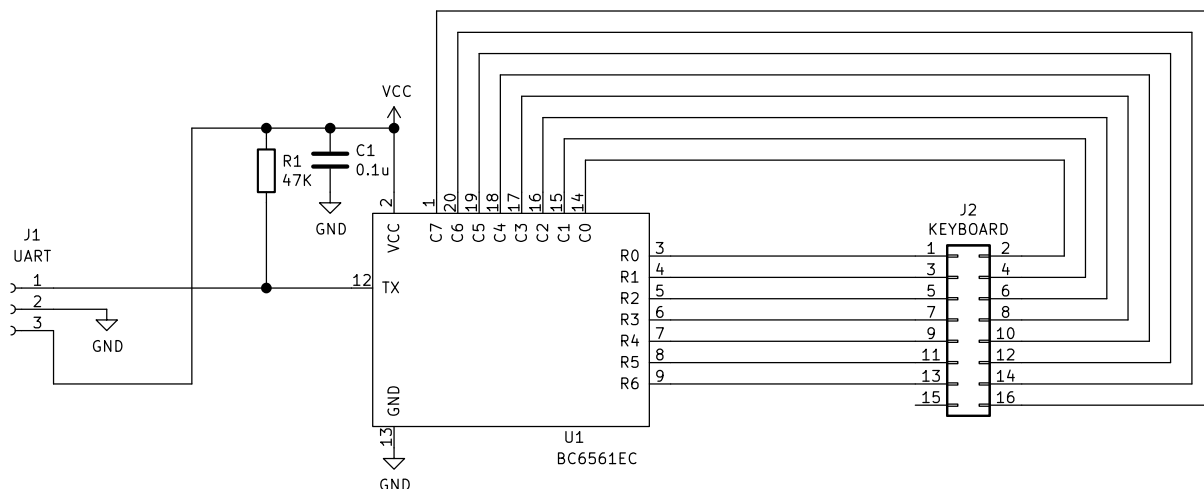 VCC
R1
47K
C1
0.1u
GND
J1
UART
1
2
3
GND
12
TX
2
VCC
1
20
19
18
17
16
15
14
C7
C6
C5
C4
C3
C2
C1
C0
R0 3
R1 4
R2 5
R3 6
R4 7
R5 8
R6 9
GND
13
GND
U1
BC6561EC
J2
KEYBOARD
1 2
3 4
5 6
7 8
9 10
11 12
13 14
15 16